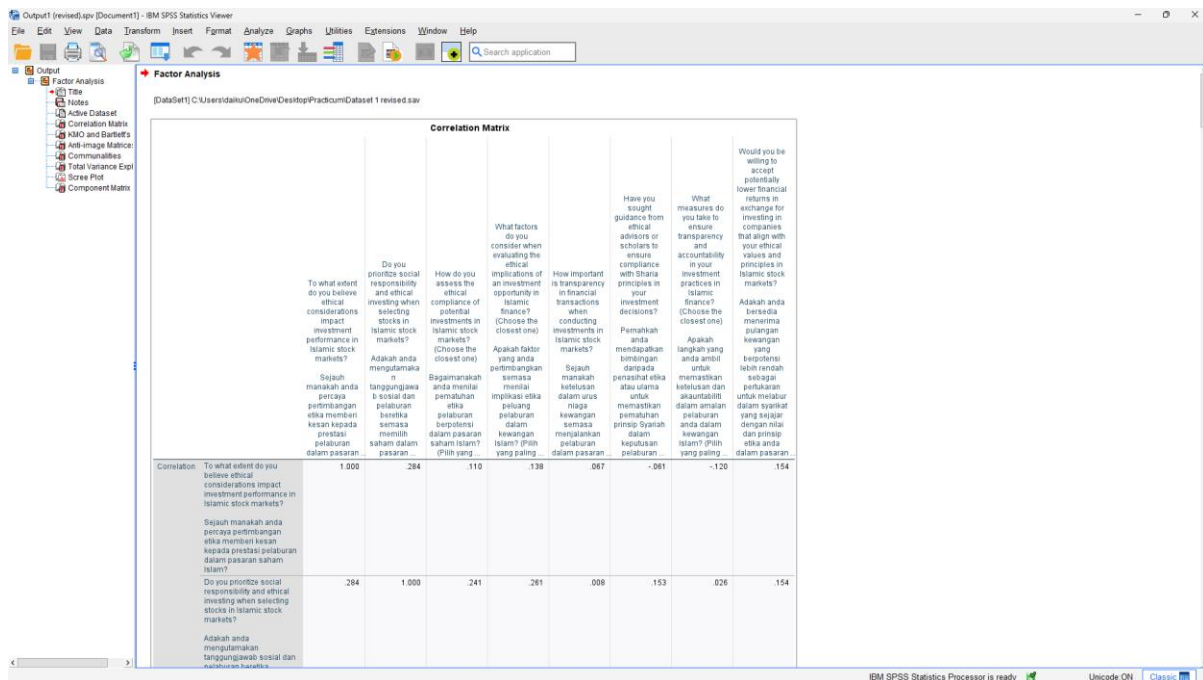 Output1 (revised).spv [Document1] - IBM SPSS Statistics Viewer
File Edit View Data Transform Insert Format Analyze Graphs Utilities Extensions Window Help
Search application
Output
Factor Analysis
Title
Notes
Active Dataset
Correlation Matrix
KMO and Bartlett's
Anti-image Matrices
Communalities
Total Variance Expl
Scree Plot
Component Matrix
Factor Analysis
[DataSet1] C:\Users\daiku\OneDrive\Desktop\Practicum\Dataset 1 revised.sav
Correlation Matrix
To what extent
do you believe
ethical
considerations
impact
investment
performance in
Islamic stock
markets?
Sejauh
manakah anda
percaya
pertimbangan
etika memberi
kesan kepada
prestasi
pelaburan
dalam pasaran ...
Do you
prioritize social
responsibility
and ethical
investing when
selecting
stocks in
Islamic stock
markets?
Adakah anda
mengutamaka
n
tanggungjawa
b sosial dan
pelaburan
beretika
semasa
memilih
saham dalam
pasaran ...
How do you
assess the
ethical
compliance of
potential
investments in
Islamic stock
markets?
(Choose the
closest one)
Bagaimanakah
anda menilai
pematuhan
etika
pelaburan
berpotensi
dalam pasaran
saham Islam?
(Pilih yang ...
What factors
do you
consider when
evaluating the
ethical
implications of
an investment
opportunity in
Islamic
finance?
(Choose the
closest one)
Apakah faktor
yang anda
pertimbangkan
semasa
menilai
implikasi etika
peluang
pelaburan
dalam
kewangan
Islam? (Pilih
yang paling ...
How important
is transparency
in financial
transactions
when
conducting
investments in
Islamic stock
markets?
Sejauh
manakah
ketelusan
dalam urus
niaga
kewangan
semasa
menjalankan
pelaburan
dalam pasaran ...
Have you
sought
guidance from
ethical
advisors or
scholars to
ensure
compliance
with Sharia
principles in
your
investment
decisions?
Pernahkah
anda
mendapatkan
bimbingan
daripada
penasihat etika
atau ulama
untuk
memastikan
pematuhan
prinsip Syariah
dalam
keputusan
pelaburan ...
What
measures do
you take to
ensure
transparency
and
accountability
in your
investment
practices in
Islamic
finance?
(Choose the
closest one)
Apakah
langkah yang
anda ambil
untuk
memastikan
ketelusan dan
akauntabiliti
dalam amalan
pelaburan
anda dalam
kewangan
Islam? (Pilih
yang paling ...
Would you be
willing to
accept
potentially
lower financial
returns in
exchange for
investing in
companies
that align with
your ethical
values and
principles in
Islamic stock
markets?
Adakah anda
bersedia
menerima
pulangan
kewangan
yang
berpotensi
lebih rendah
sebagai
pertukaran
untuk melabur
dalam syarikat
yang sejajar
dengan nilai
dan prinsip
etika anda
dalam pasaran ...
Correlation To what extent do you 1.000 .284 .110 .138 .067 -.061 -.120 .154
believe ethical
considerations impact
investment performance in
Islamic stock markets?
Sejauh manakah anda
percaya pertimbangan
etika memberi kesan
kepada prestasi pelaburan
dalam pasaran saham
Islam?
Do you prioritize social .284 1.000 .241 .261 .008 .153 .026 .154
responsibility and ethical
investing when selecting
stocks in Islamic stock
markets?
Adakah anda
mengutamakan
tanggungjawab sosial dan
pelaburan beretika
IBM SPSS Statistics Processor is ready Unicode:ON Classic